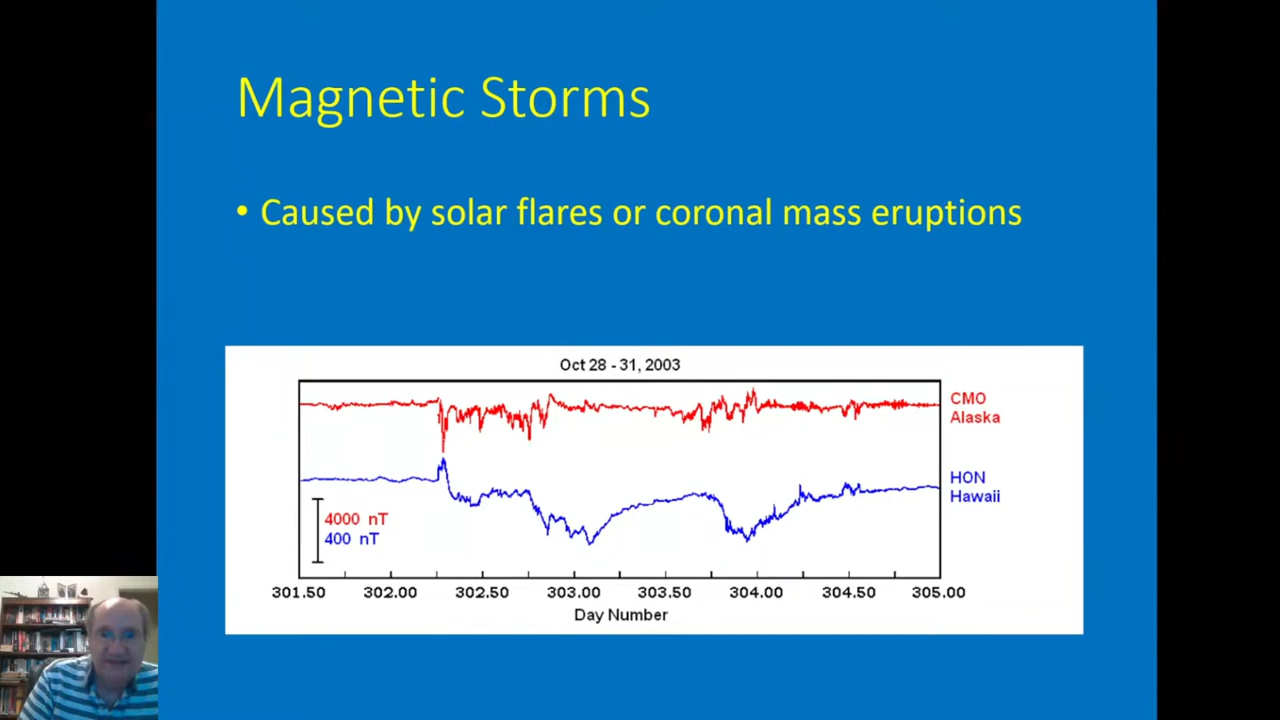 Magnetic Storms
• Caused by solar flares or coronal mass eruptions
Oct 28 - 31, 2003
CMO
Alaska
HON
Hawaii
4000 nT
400 nT
301.50 302.00 302.50 303.00 303.50 304.00 304.50 305.00
Day Number